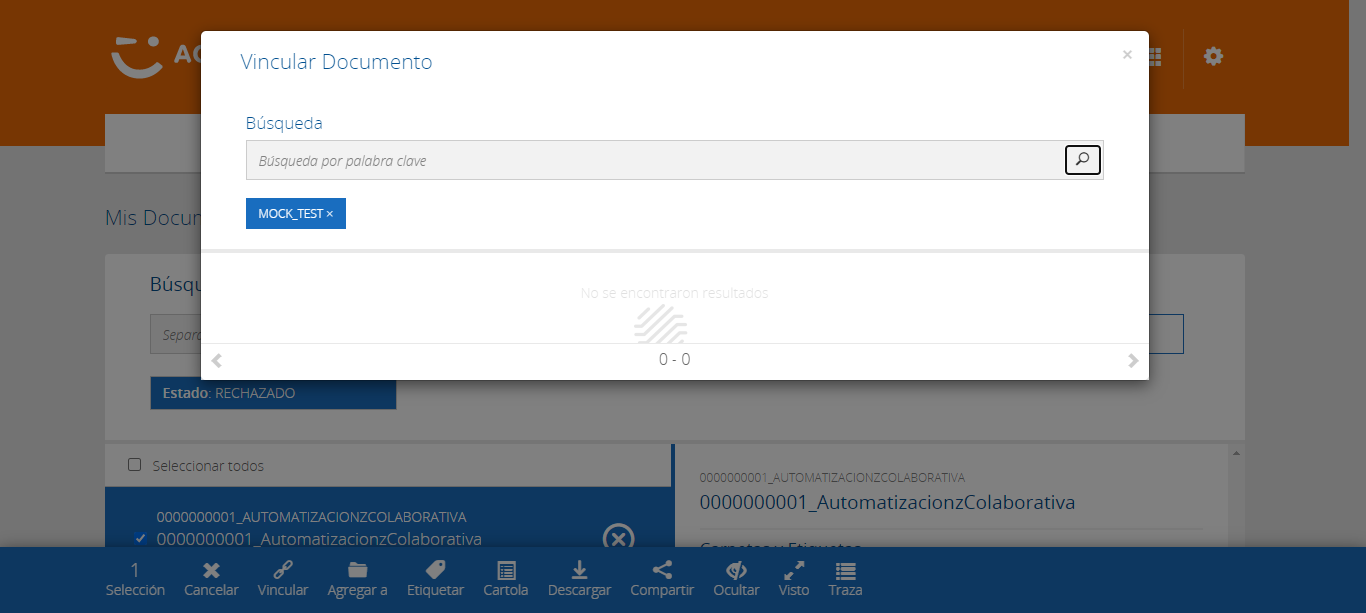 AC
Vincular Documento
×
Búsqueda
Búsqueda por palabra clave
MOCK_TEST ×
Mis Docum
Búsqu
No se encontraron resultados
Separa
0 - 0
Estado: RECHAZADO
Seleccionar todos
0000000001_AUTOMATIZACIONZCOLABORATIVA
0000000001_AutomatizacionzColaborativa
0000000001_AUTOMATIZACIONZCOLABORATIVA
0000000001_AutomatizacionzColaborativa
Carpetas y Etiquetas
1
Selección
Cancelar
Vincular
Agregar a
Etiquetar
Cartola
Descargar
Compartir
Ocultar
Visto
Traza